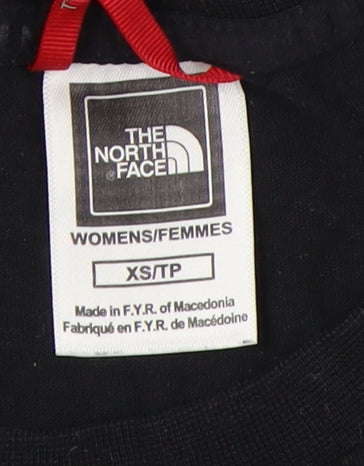 THE
NORTH
FACE
WOMENS/FEMMES
XS/TP
Made in F.Y.R. of Macedonia
Fabriqué en F.Y.R. de Macédoine